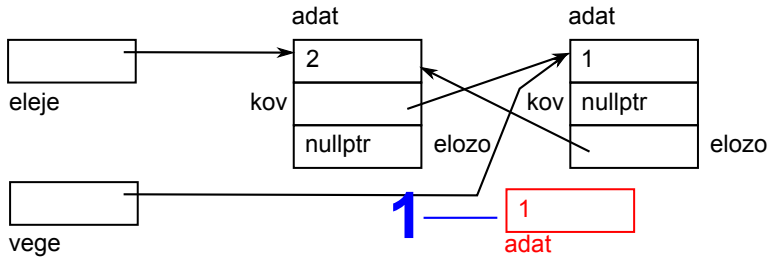 adat adat
2 1
eleje kov kov nullptr
nullptr elozo elozo
1 1
vege adat